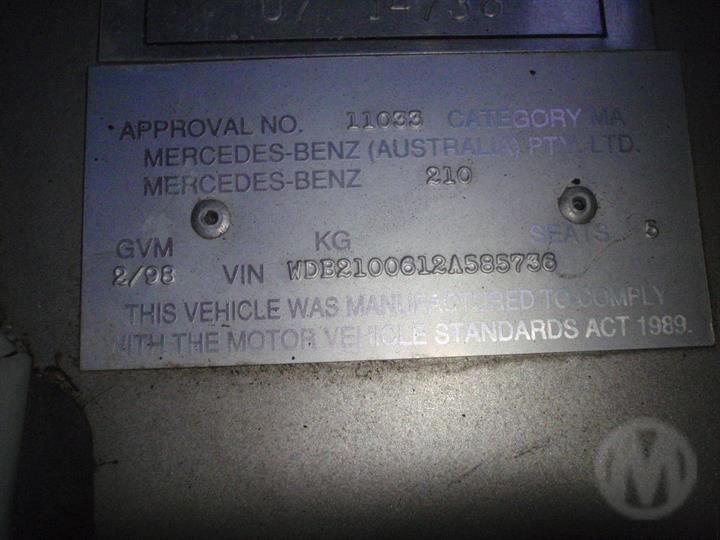 APPROVAL NO. 11033 CATEGORY MA
MERCEDES-BENZ (AUSTRALIA) PTY. LTD.
MERCEDES-BENZ 210
GVM KG SEATS 5
2/98 VIN WDB2100612A585736
THIS VEHICLE WAS MANUFACTURED TO COMPLY
WITH THE MOTOR VEHICLE STANDARDS ACT 1989.
M